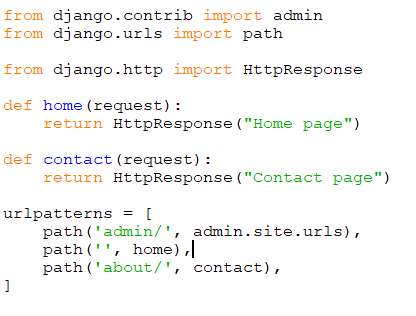 from django.contrib import admin
from django.urls import path

from django.http import HttpResponse

def home(request):
    return HttpResponse("Home page")

def contact(request):
    return HttpResponse("Contact page")

urlpatterns = [
    path('admin/', admin.site.urls),
    path('', home),
    path('about/', contact),
]